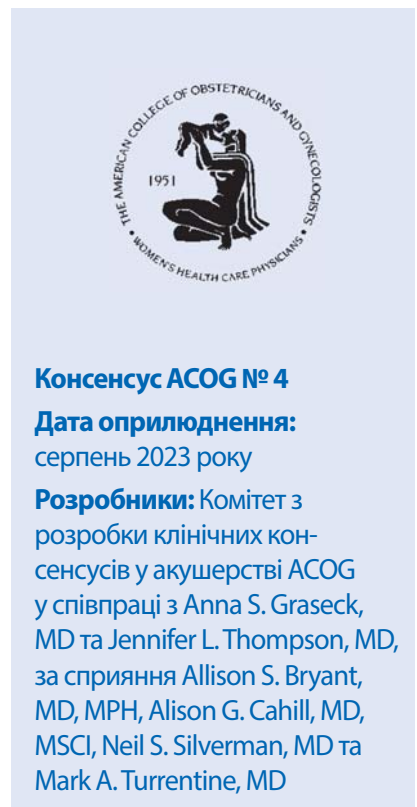 THE AMERICAN COLLEGE OF OBSTETRICIANS AND GYNECOLOGISTS
1951
• WOMEN'S HEALTH CARE PHYSICIANS •
Консенсус ACOG № 4
Дата оприлюднення:
серпень 2023 року
Розробники: Комітет з
розробки клінічних кон-
сенсусів у акушерстві ACOG
у співпраці з Anna S. Graseck,
MD та Jennifer L. Thompson, MD,
за сприяння Allison S. Bryant,
MD, MPH, Alison G. Cahill, MD,
MSCI, Neil S. Silverman, MD та
Mark A. Turrentine, MD